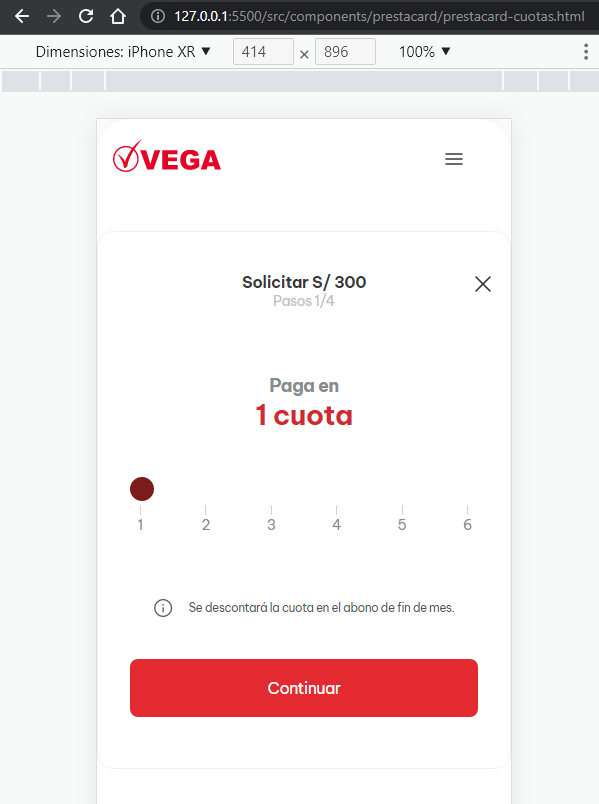 127.0.0.1:5500/src/components/prestacard/prestacard-cuotas.html
Dimensiones: iPhone XR ▼ 414 × 896 100% ▼
VEGA
Solicitar S/ 300
Pasos 1/4
Paga en
1 cuota
1 2 3 4 5 6
Se descontará la cuota en el abono de fin de mes.
Continuar